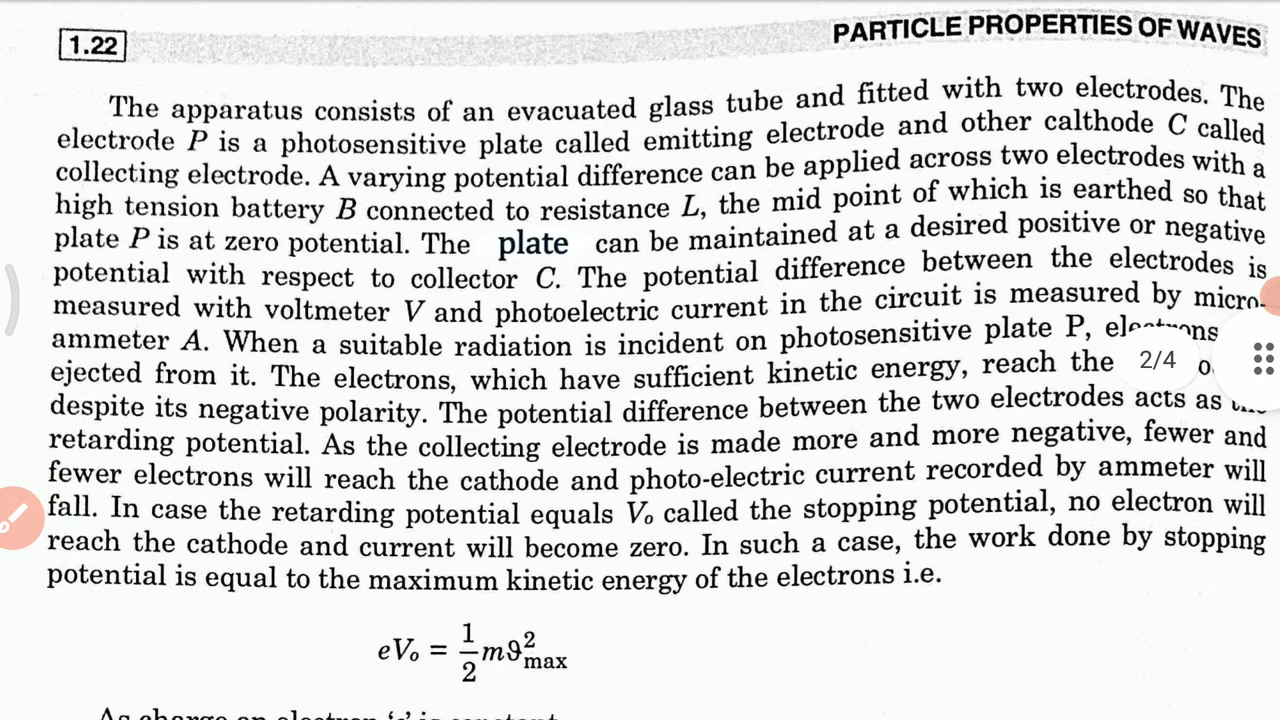 1.22
PARTICLE PROPERTIES OF WAVES
The apparatus consists of an evacuated glass tube and fitted with two electrodes. The
electrode P is a photosensitive plate called emitting electrode and other calthode C called
collecting electrode. A varying potential difference can be applied across two electrodes with a
high tension battery B connected to resistance L, the mid point of which is earthed so that
plate P is at zero potential. The plate can be maintained at a desired positive or negative
potential with respect to collector C. The potential difference between the electrodes is
measured with voltmeter V and photoelectric current in the circuit is measured by micro-
ammeter A. When a suitable radiation is incident on photosensitive plate P,
ejected from it. The electrons, which have sufficient kinetic energy, reach the
2/4
despite its negative polarity. The potential difference between the two electrodes acts as
retarding potential. As the collecting electrode is made more and more negative, fewer and
fewer electrons will reach the cathode and photo-electric current recorded by ammeter will
fall. In case the retarding potential equals Vₒ called the stopping potential, no electron will
reach the cathode and current will become zero. In such a case, the work done by stopping
potential is equal to the maximum kinetic energy of the electrons i.e.
eVₒ = 1/2 mϑ²max